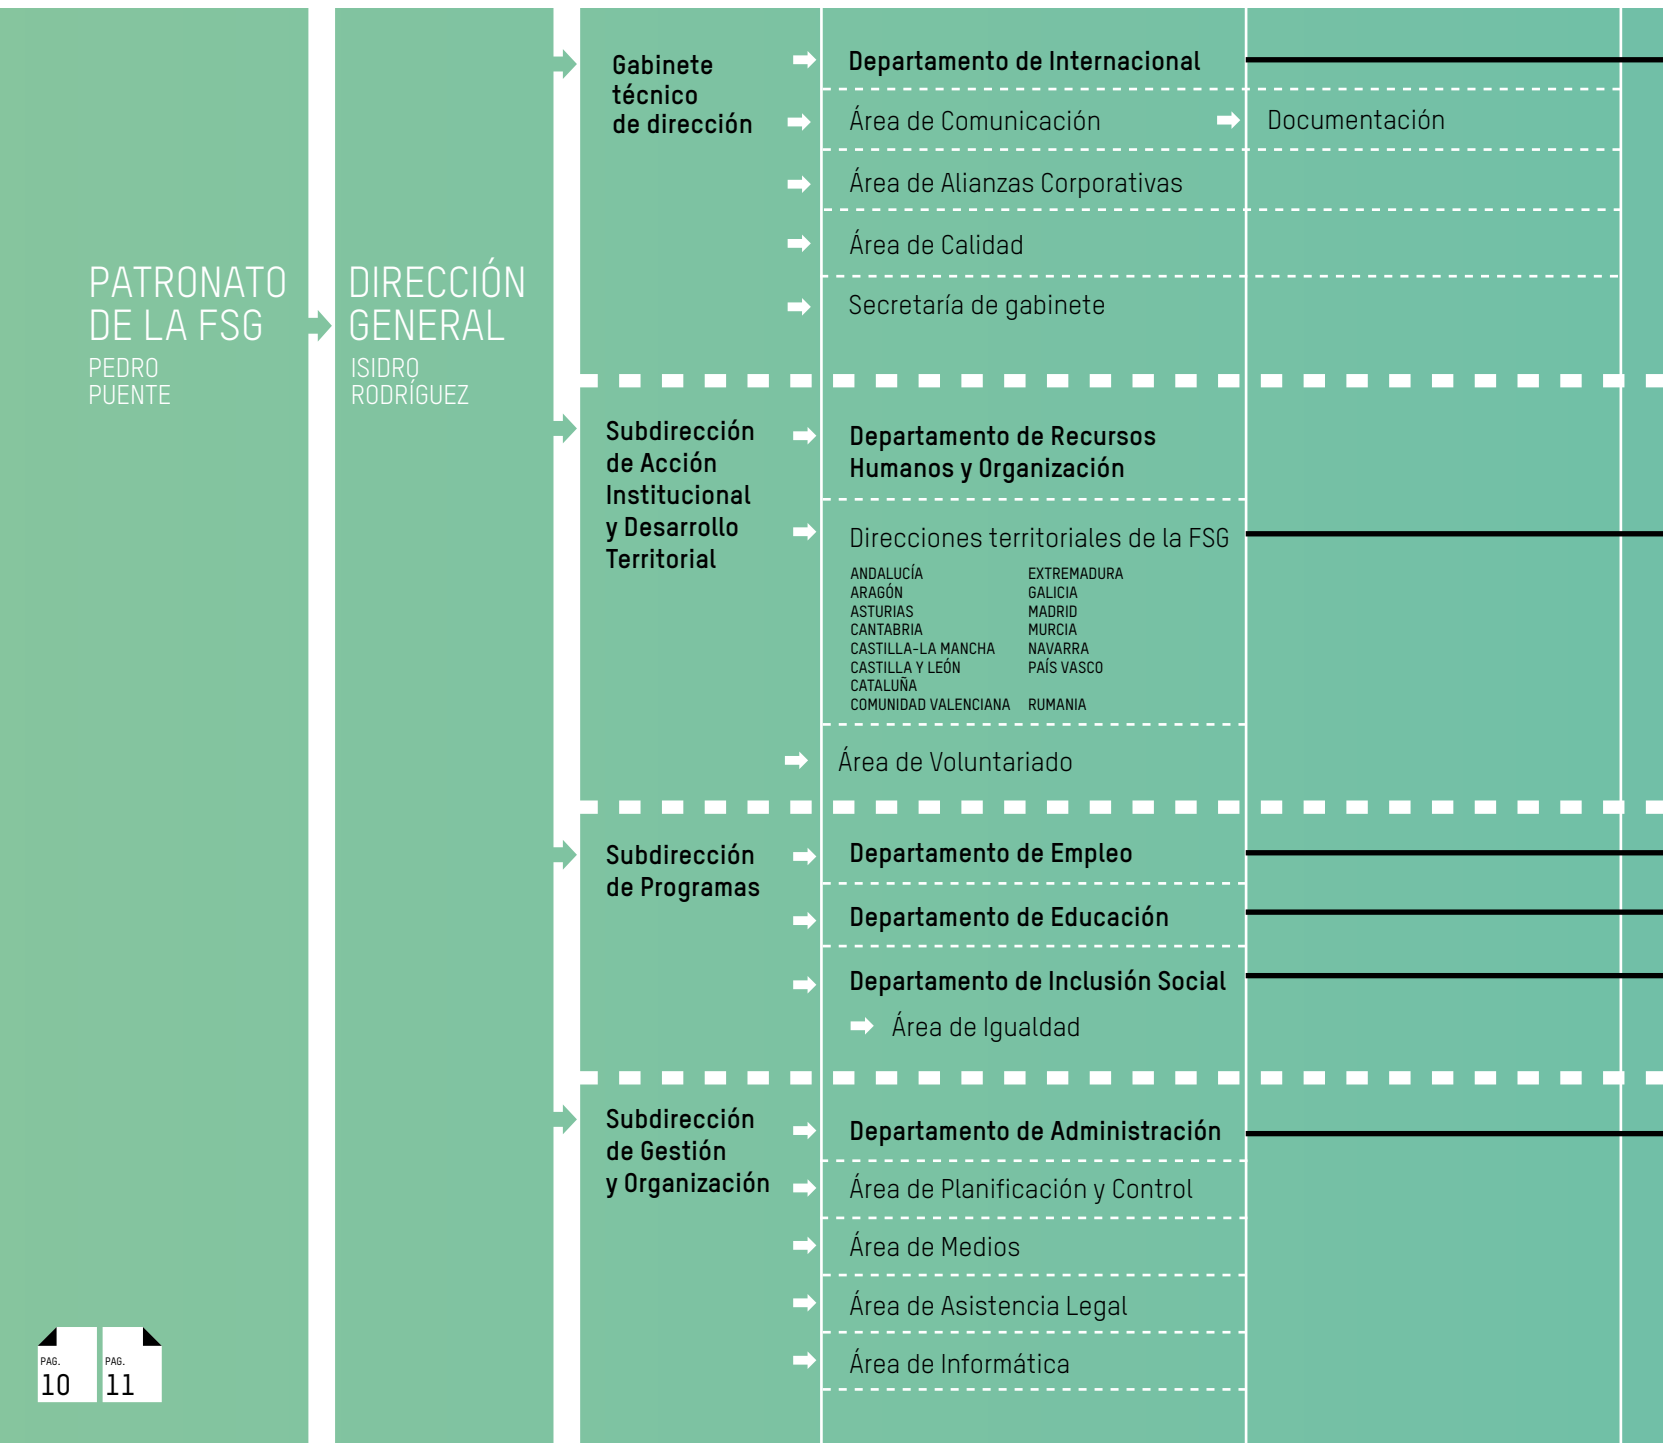 PATRONATO
DE LA FSG
PEDRO
PUENTE
DIRECCIÓN
GENERAL
ISIDRO
RODRÍGUEZ
Gabinete
técnico
de dirección
Departamento de Internacional
Área de Comunicación
Documentación
Área de Alianzas Corporativas
Área de Calidad
Secretaría de gabinete
Subdirección
de Acción
Institucional
y Desarrollo
Territorial
Departamento de Recursos
Humanos y Organización
Direcciones territoriales de la FSG
ANDALUCÍA
ARAGÓN
ASTURIAS
CANTABRIA
CASTILLA-LA MANCHA
CASTILLA Y LEÓN
CATALUÑA
COMUNIDAD VALENCIANA
EXTREMADURA
GALICIA
MADRID
MURCIA
NAVARRA
PAÍS VASCO
RUMANIA
Área de Voluntariado
Subdirección
de Programas
Departamento de Empleo
Departamento de Educación
Departamento de Inclusión Social
Área de Igualdad
Subdirección
de Gestión
y Organización
Departamento de Administración
Área de Planificación y Control
Área de Medios
Área de Asistencia Legal
Área de Informática
PAG.
10
PAG.
11